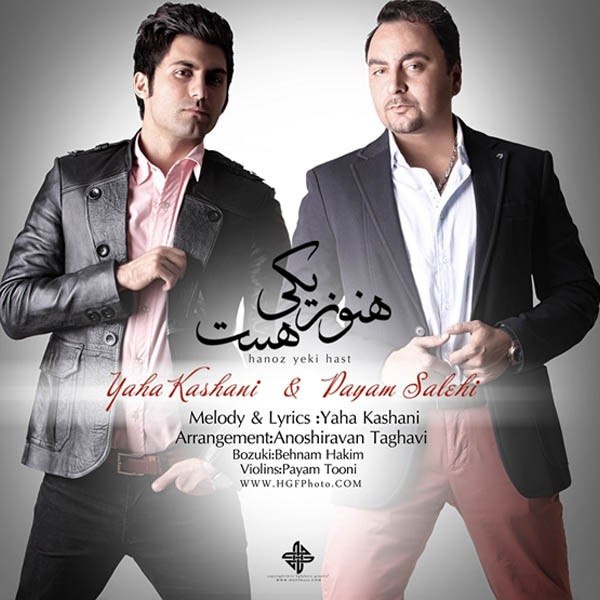 هنوز یکی هست
hanoz yeki hast
Yaha Kashani & Payam Salehi
Melody & Lyrics :Yaha Kashani
Arrangement:Anoshiravan Taghavi
Bozuki:Behnam Hakim
Violins:Payam Tooni
WWW.HGFPhoto.COM